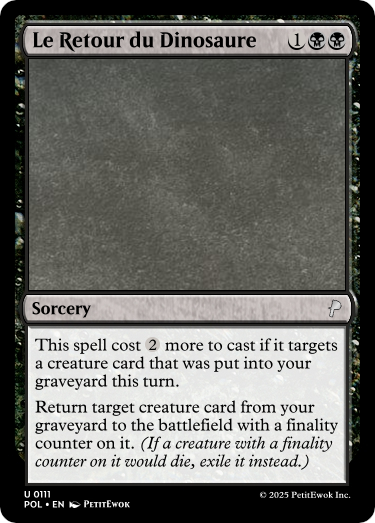 Le Retour du Dinosaure 1
Sorcery
This spell cost 2 more to cast if it targets
a creature card that was put into your
graveyard this turn.
Return target creature card from your
graveyard to the battlefield with a finality
counter on it. (If a creature with a finality
counter on it would die, exile it instead.)
U 0111
POL • EN PetitEwok
© 2025 PetitEwok Inc.